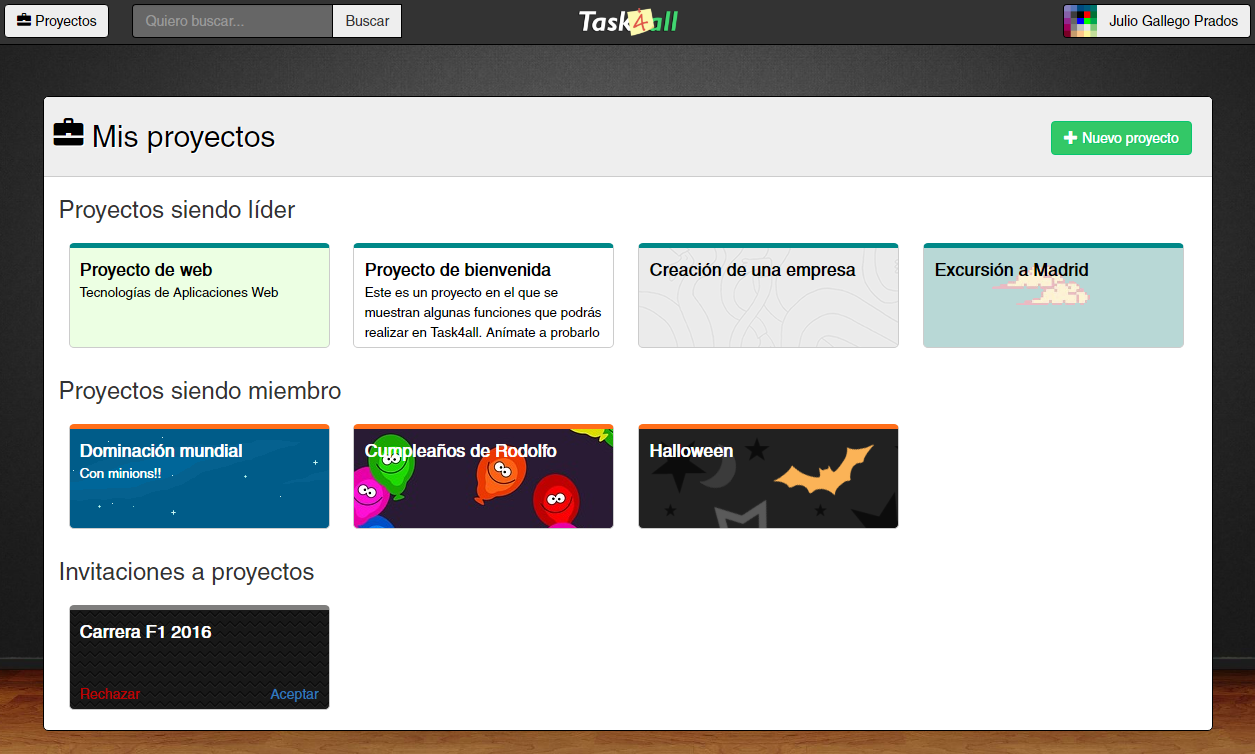 Proyectos
Quiero buscar...
Buscar
Task4all
Julio Gallego Prados
Mis proyectos
Nuevo proyecto
Proyectos siendo líder
Proyecto de web
Tecnologías de Aplicaciones Web
Proyecto de bienvenida
Este es un proyecto en el que se
muestran algunas funciones que podrás
realizar en Task4all. Anímate a probarlo
Creación de una empresa
Excursión a Madrid
Proyectos siendo miembro
Dominación mundial
Con minions!!
Cumpleaños de Rodolfo
Halloween
Invitaciones a proyectos
Carrera F1 2016
Rechazar
Aceptar